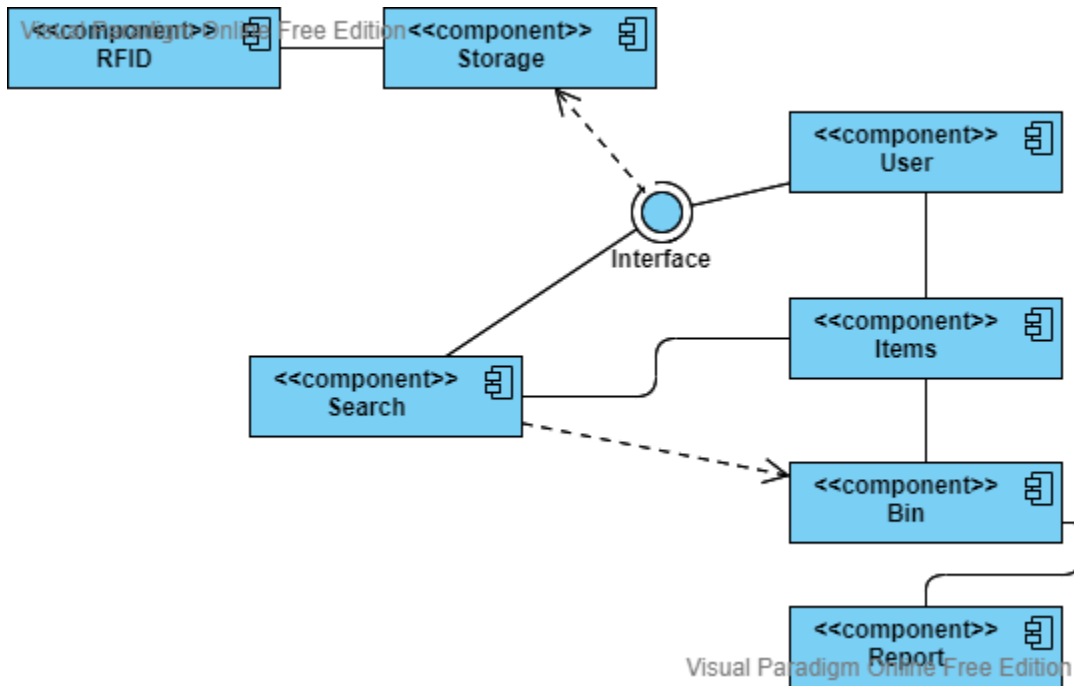 Visual Paradigm Online Free Edition
<<component>>
RFID
<<component>>
Storage
<<component>>
User
Interface
<<component>>
Items
<<component>>
Search
<<component>>
Bin
<<component>>
Report
Visual Paradigm Online Free Edition